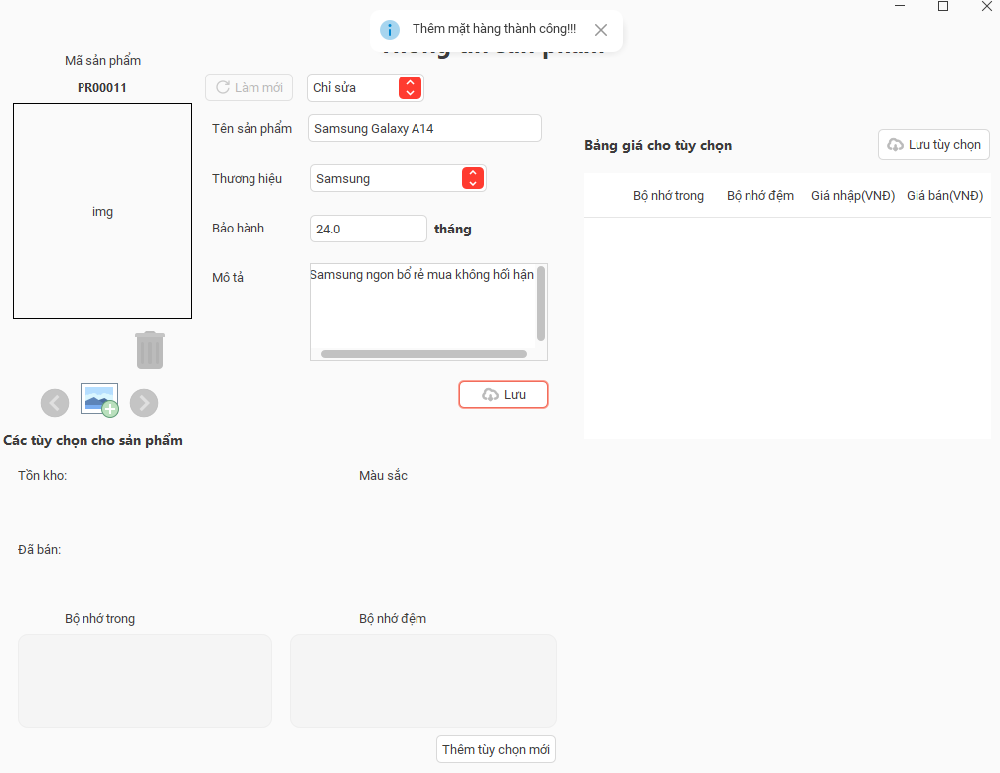 Thêm mặt hàng thành công!!!
Mã sản phẩm
PR00011
Làm mới
Chỉ sửa
img
Tên sản phẩm
Samsung Galaxy A14
Thương hiệu
Samsung
Bảo hành
24.0
tháng
Mô tả
Samsung ngon bổ rẻ mua không hối hận
Lưu
Bảng giá cho tùy chọn
Lưu tùy chọn
Bộ nhớ trong
Bộ nhớ đệm
Giá nhập(VNĐ)
Giá bán(VNĐ)
Các tùy chọn cho sản phẩm
Tồn kho:
Màu sắc
Đã bán:
Bộ nhớ trong
Bộ nhớ đệm
Thêm tùy chọn mới